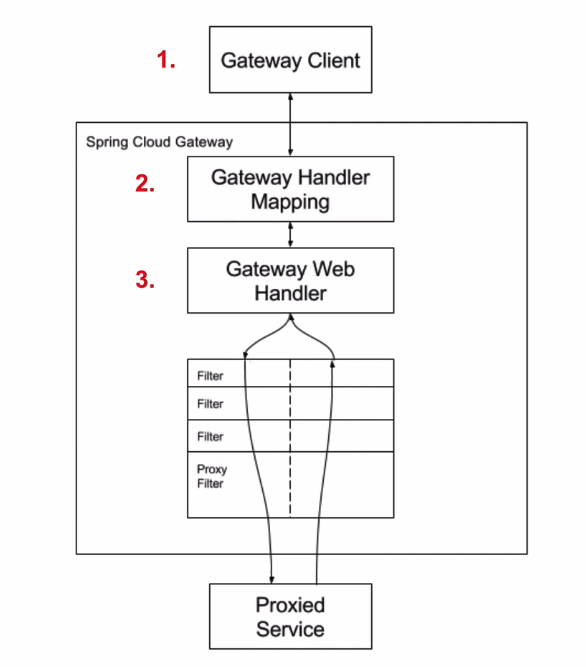 1.
Gateway Client
Spring Cloud Gateway
2.
Gateway Handler
Mapping
3.
Gateway Web
Handler
Filter
Filter
Filter
Proxy
Filter
Proxied
Service